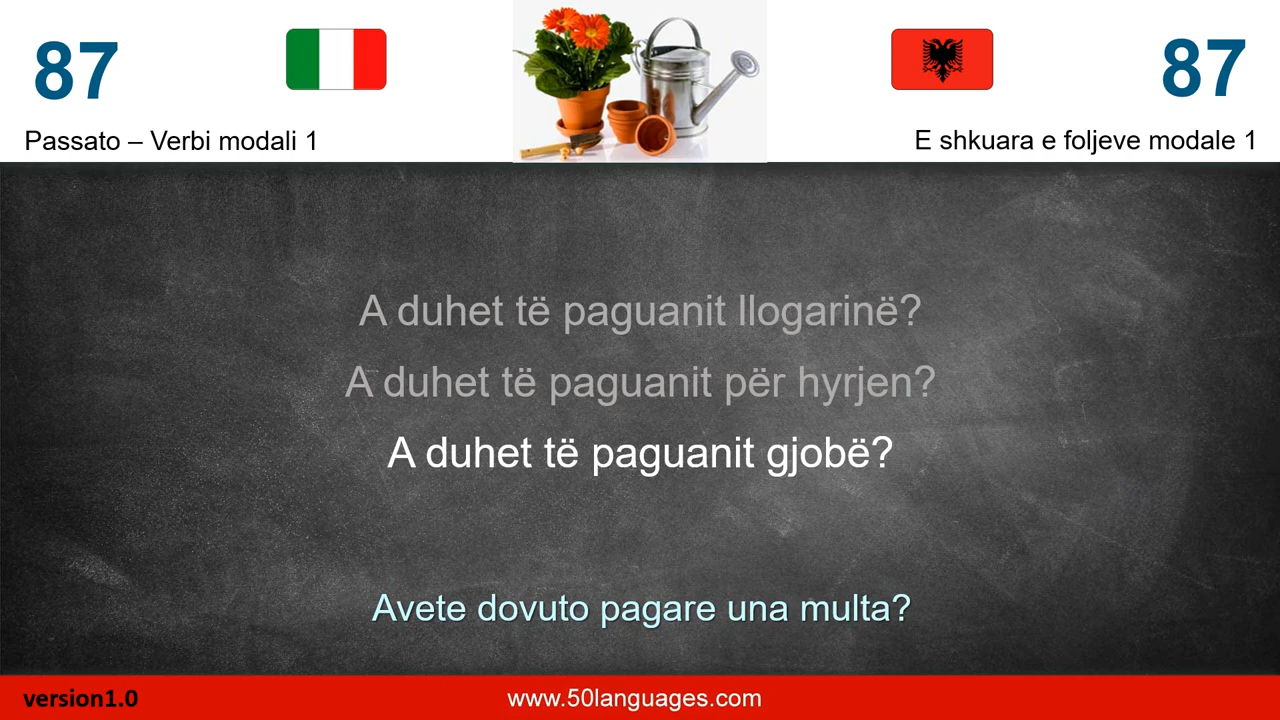 87
87
Passato – Verbi modali 1
E shkuara e foljeve modale 1
A duhet të paguanit llogarinë?
A duhet të paguanit për hyrjen?
A duhet të paguanit gjobë?
Avete dovuto pagare una multa?
version1.0
www.50languages.com